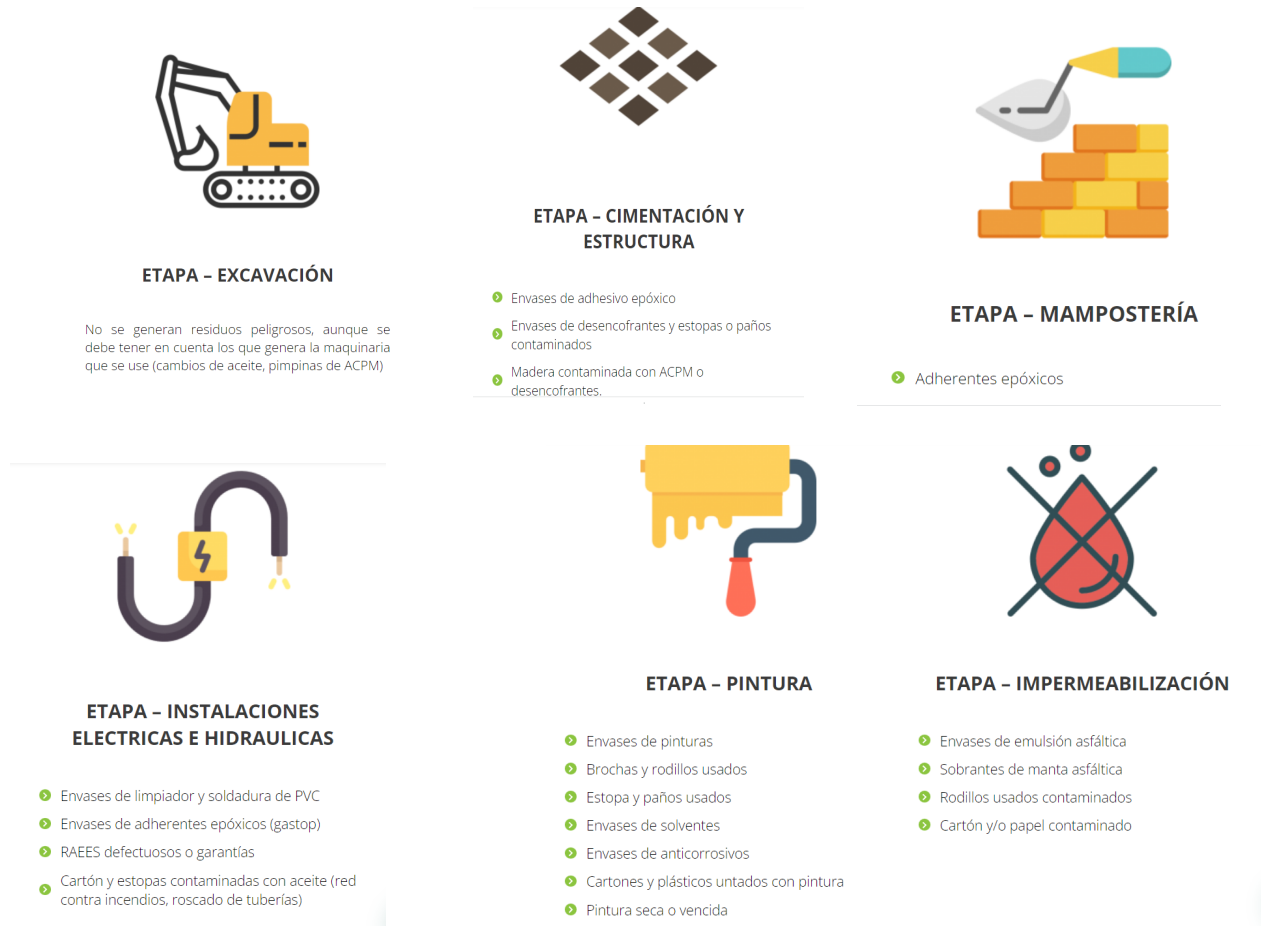 ETAPA – EXCAVACIÓN
No se generan residuos peligrosos, aunque se
debe tener en cuenta los que genera la maquinaria
que se use (cambios de aceite, pimpinas de ACPM)
ETAPA – CIMENTACIÓN Y
ESTRUCTURA
Envases de adhesivo epóxico
Envases de desencofrantes y estopas o paños
contaminados
Madera contaminada con ACPM o
desencofrantes.
ETAPA – MAMPOSTERÍA
Adherentes epóxicos
ETAPA – INSTALACIONES
ELECTRICAS E HIDRAULICAS
Envases de limpiador y soldadura de PVC
Envases de adherentes epóxicos (gastop)
RAEES defectuosos o garantías
Cartón y estopas contaminadas con aceite (red
contra incendios, roscado de tuberías)
ETAPA – PINTURA
Envases de pinturas
Brochas y rodillos usados
Estopa y paños usados
Envases de solventes
Envases de anticorrosivos
Cartones y plásticos untados con pintura
Pintura seca o vencida
ETAPA – IMPERMEABILIZACIÓN
Envases de emulsión asfáltica
Sobrantes de manta asfáltica
Rodillos usados contaminados
Cartón y/o papel contaminado